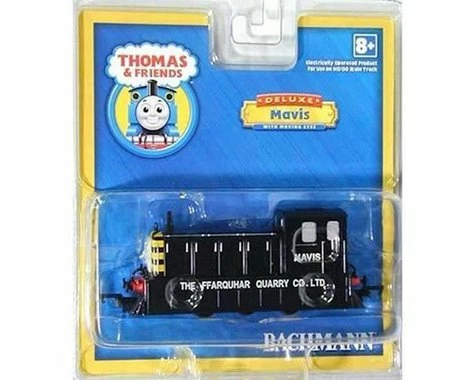 THOMAS
& FRIENDS
8+
Electrically Operated Product
For Use on HO/OO Scale Track
DELUXE
Mavis
WITH MOVING EYES
MAVIS
THE FFARQUHAR QUARRY CO. LTD.
BACHMANN